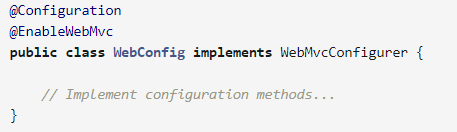 @Configuration
@EnableWebMvc
public class WebConfig implements WebMvcConfigurer {
// Implement configuration methods...
}